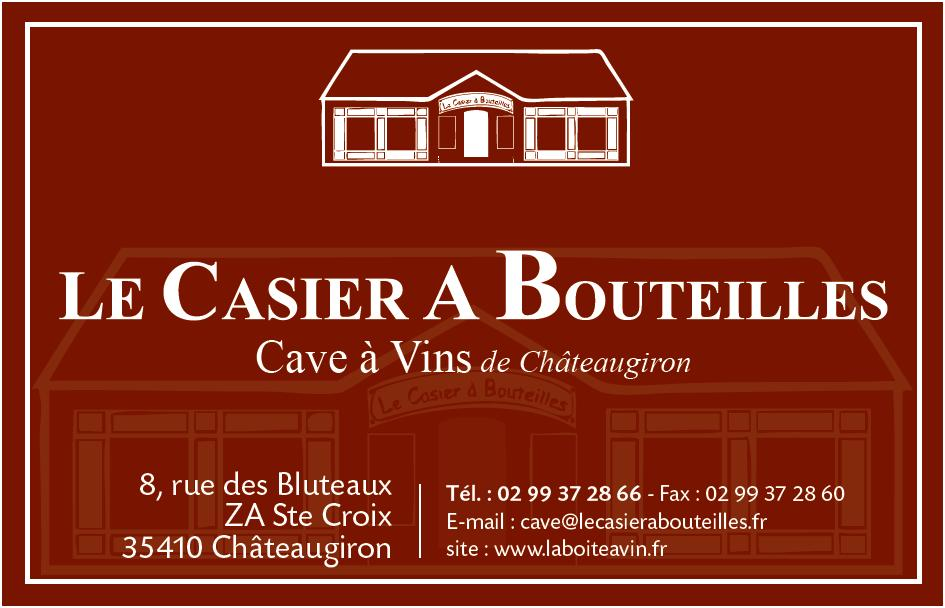 Le Casier à Bouteilles
LE CASIER A BOUTEILLES
Cave à Vins de Châteaugiron
Le Casier à Bouteilles
8, rue des Bluteaux
ZA Ste Croix
35410 Châteaugiron
Tél. : 02 99 37 28 66 - Fax : 02 99 37 28 60
E-mail : cave@lecasierabouteilles.fr
site : www.laboiteavin.fr